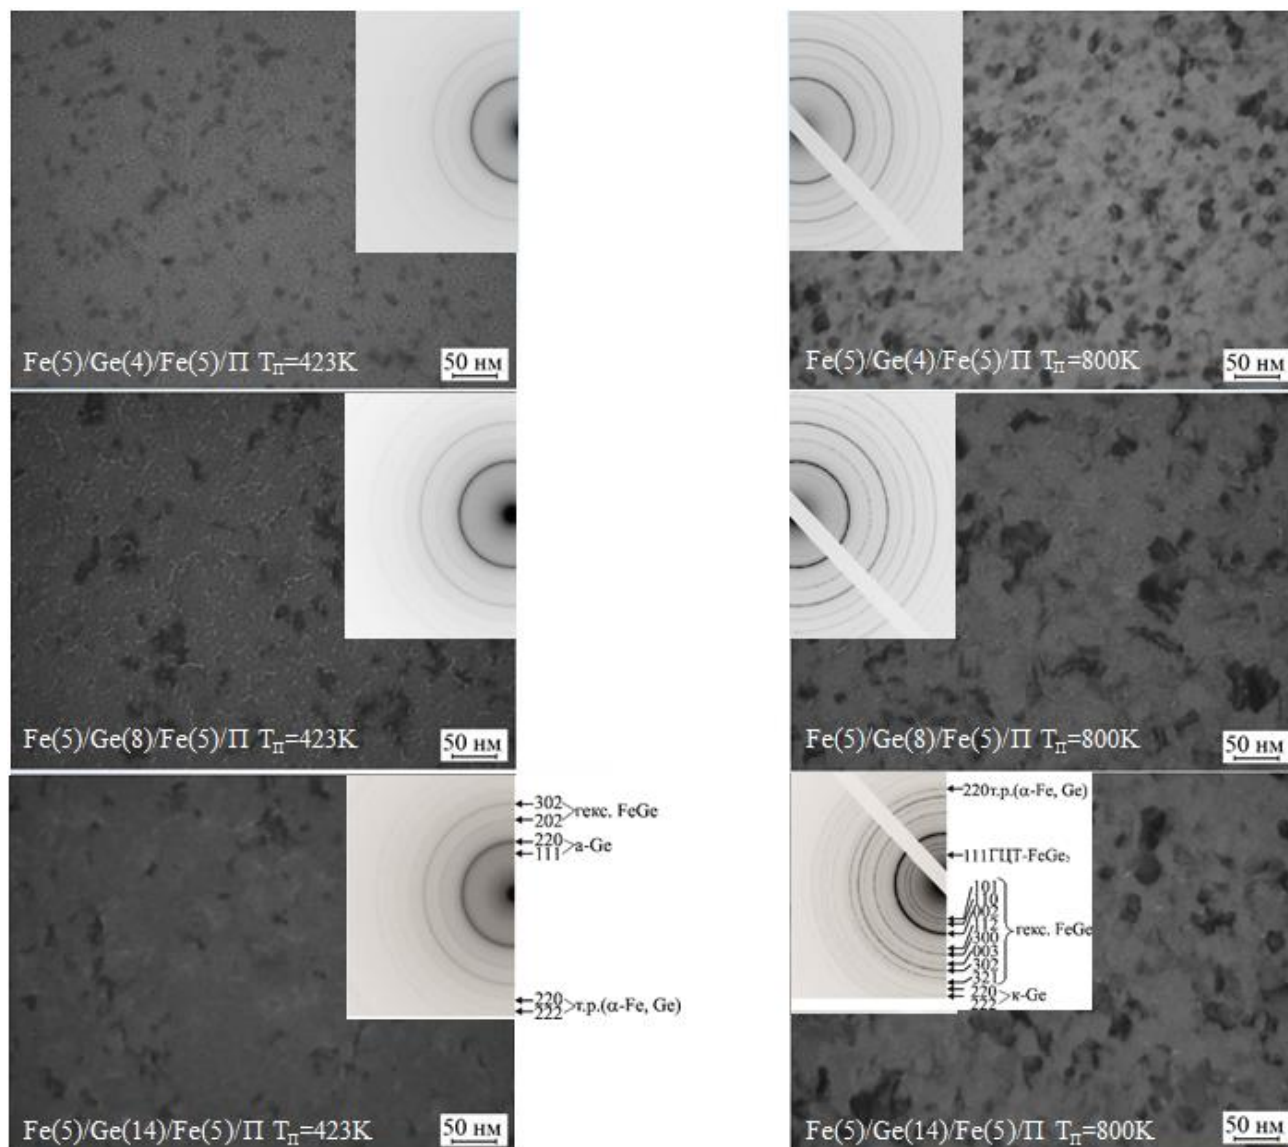 Fe(5)/Ge(4)/Fe(5)/П Tп=423K
50 нм
Fe(5)/Ge(4)/Fe(5)/П Tп=800K
50 нм
Fe(5)/Ge(8)/Fe(5)/П Tп=423K
50 нм
Fe(5)/Ge(8)/Fe(5)/П Tп=800K
50 нм
302
202
гекс. FeGe
220
111
a-Ge
220
222
т.р.(α-Fe, Ge)
Fe(5)/Ge(14)/Fe(5)/П Tп=423K
50 нм
220т.р.(α-Fe, Ge)
111ГЦТ-FeGe₂
101
110
002
112
300
003
302
321
гекс. FeGe
220
222
к-Ge
Fe(5)/Ge(14)/Fe(5)/П Tп=800K
50 нм